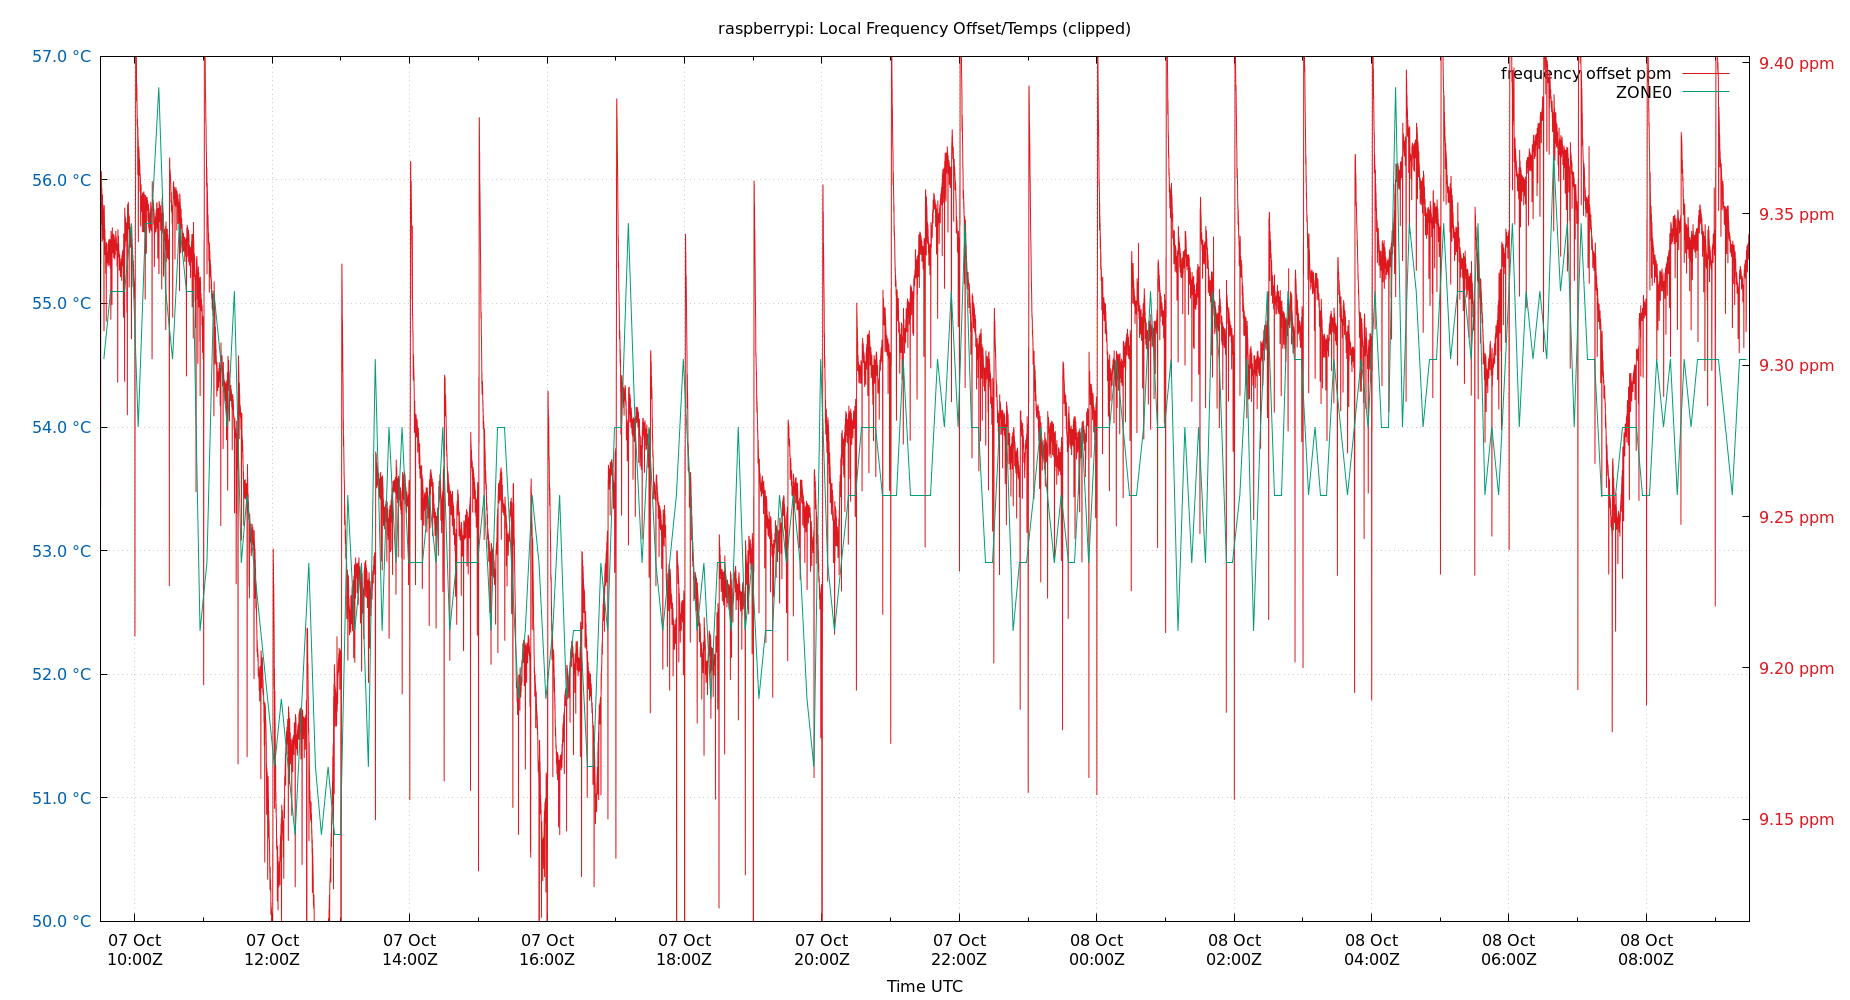 raspberrypi: Local Frequency Offset/Temps (clipped)
57.0 °C
56.0 °C
55.0 °C
54.0 °C
53.0 °C
52.0 °C
51.0 °C
50.0 °C
9.40 ppm
9.35 ppm
9.30 ppm
9.25 ppm
9.20 ppm
9.15 ppm
frequency offset ppm
ZONE0
07 Oct 07 Oct 07 Oct 07 Oct 07 Oct 07 Oct 07 Oct 08 Oct 08 Oct 08 Oct 08 Oct 08 Oct
10:00Z 12:00Z 14:00Z 16:00Z 18:00Z 20:00Z 22:00Z 00:00Z 02:00Z 04:00Z 06:00Z 08:00Z
Time UTC